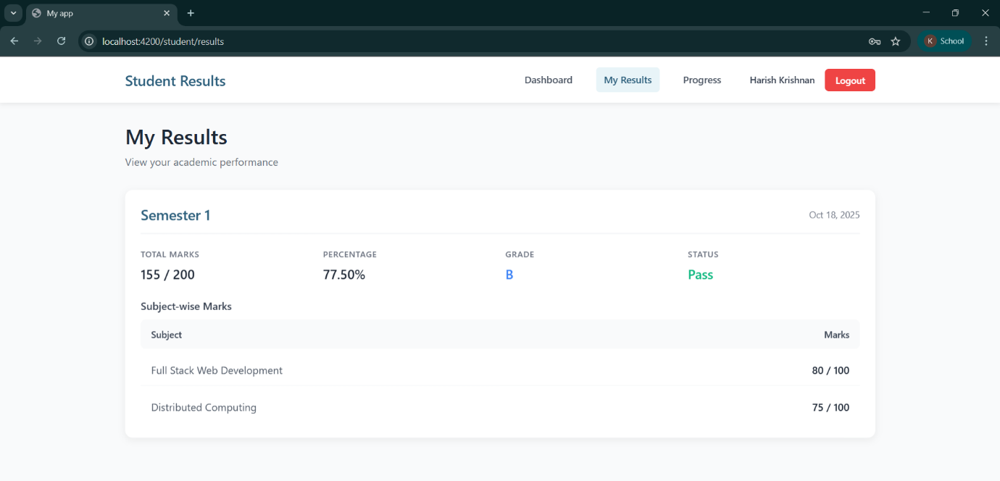 My app
localhost:4200/student/results
K School
Student Results Dashboard My Results Progress Harish Krishnan Logout
My Results
View your academic performance
Semester 1 Oct 18, 2025
TOTAL MARKS PERCENTAGE GRADE STATUS
155 / 200 77.50% B Pass
Subject-wise Marks
Subject Marks
Full Stack Web Development 80 / 100
Distributed Computing 75 / 100